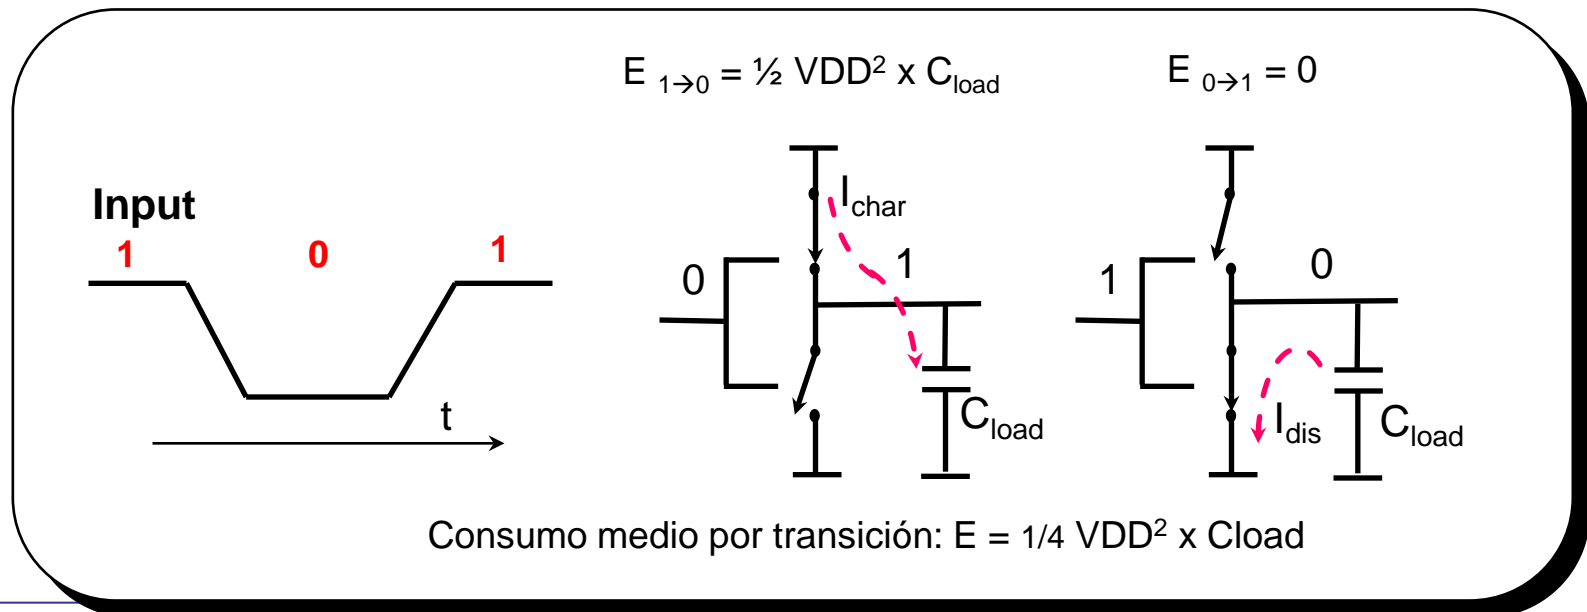 E 1→0 = ½ VDD² x Cload
E 0→1 = 0
Input
1 0 1
t
Ichar
0
1
Cload
1
0
Idis
Cload
Consumo medio por transición: E = 1/4 VDD² x Cload